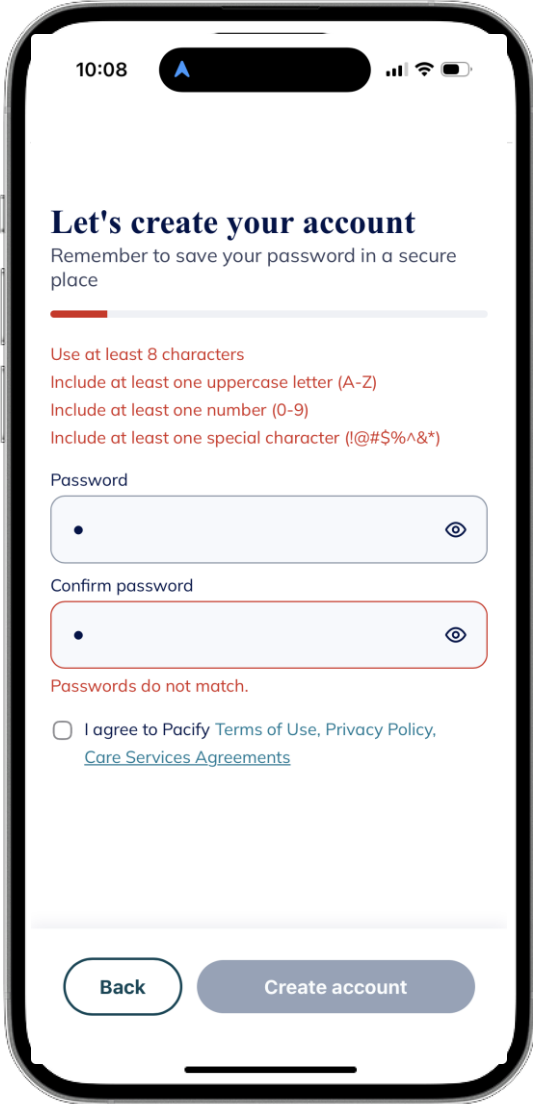 10:08
Let's create your account
Remember to save your password in a secure
place
Use at least 8 characters
Include at least one uppercase letter (A-Z)
Include at least one number (0-9)
Include at least one special character (!@#$%^&*)
Password
Confirm password
Passwords do not match.
I agree to Pacify Terms of Use, Privacy Policy,
Care Services Agreements
Back
Create account